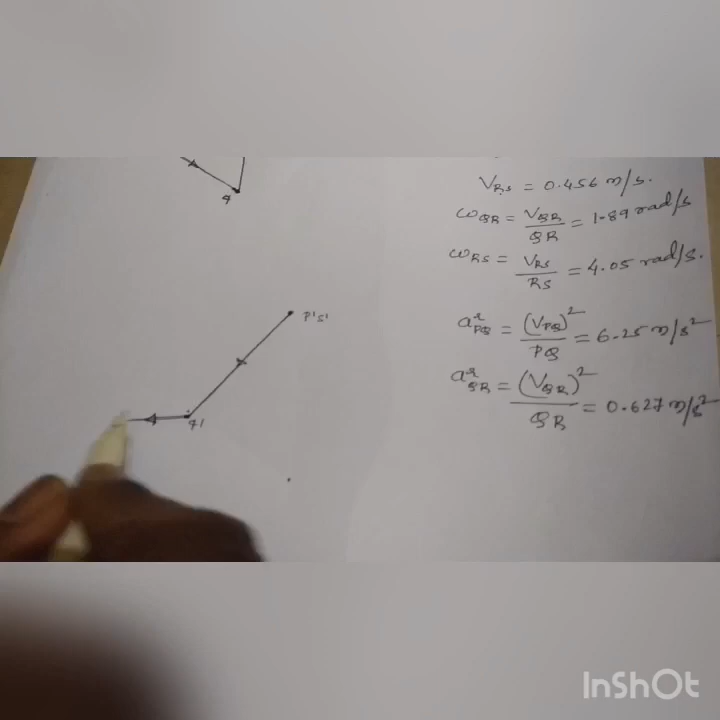 q
V_RS = 0.456 m/s.
ω_QR = V_QR / QR = 1.89 rad/s
ω_RS = V_RS / RS = 4.05 rad/s.
p's'
a^r_PQ = (V_PQ)^2 / PQ = 6.25 m/s^2
a^r_QR = (V_QR)^2 / QR = 0.627 m/s^2
q'
InShOt